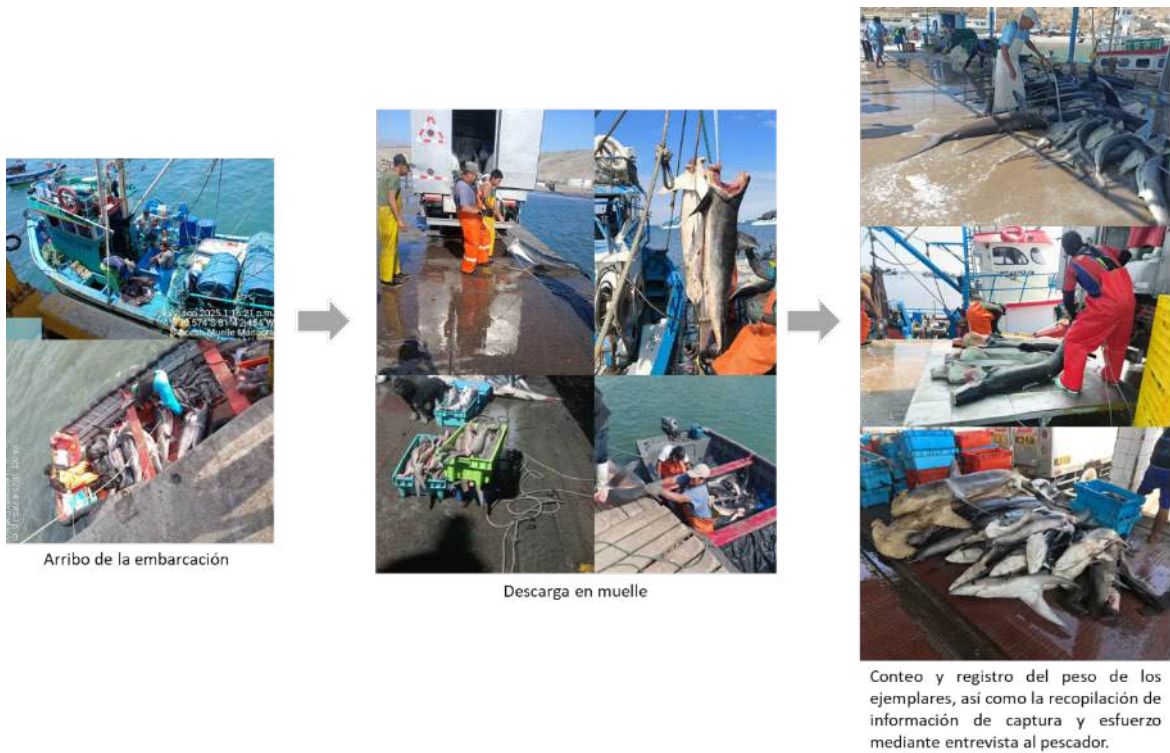 Arribo de la embarcación
Descarga en muelle
Conteo y registro del peso de los
ejemplares, así como la recopilación de
información de captura y esfuerzo
mediante entrevista al pescador.